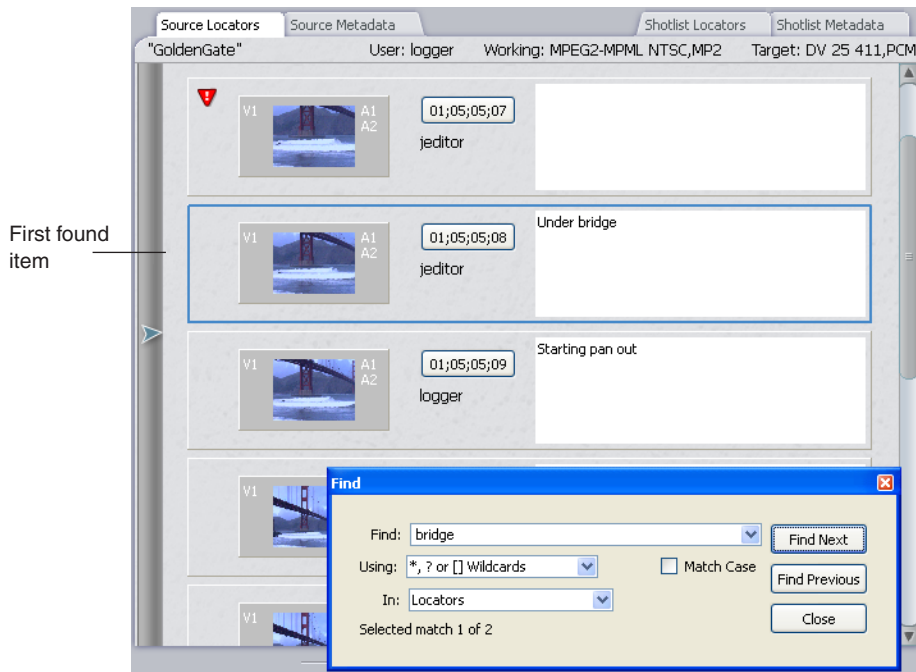 Source Locators Source Metadata Shotlist Locators Shotlist Metadata
"GoldenGate" User: logger Working: MPEG2-MPML NTSC,MP2 Target: DV 25 411,PCM
V1 A1
A2
01;05;05;07
jeditor
First found
item
V1 A1
A2
01;05;05;08
jeditor
Under bridge
V1 A1
A2
01;05;05;09
logger
Starting pan out
V1
V1
Find
Find: bridge Find Next
Using: *, ? or [] Wildcards Match Case Find Previous
In: Locators Close
Selected match 1 of 2